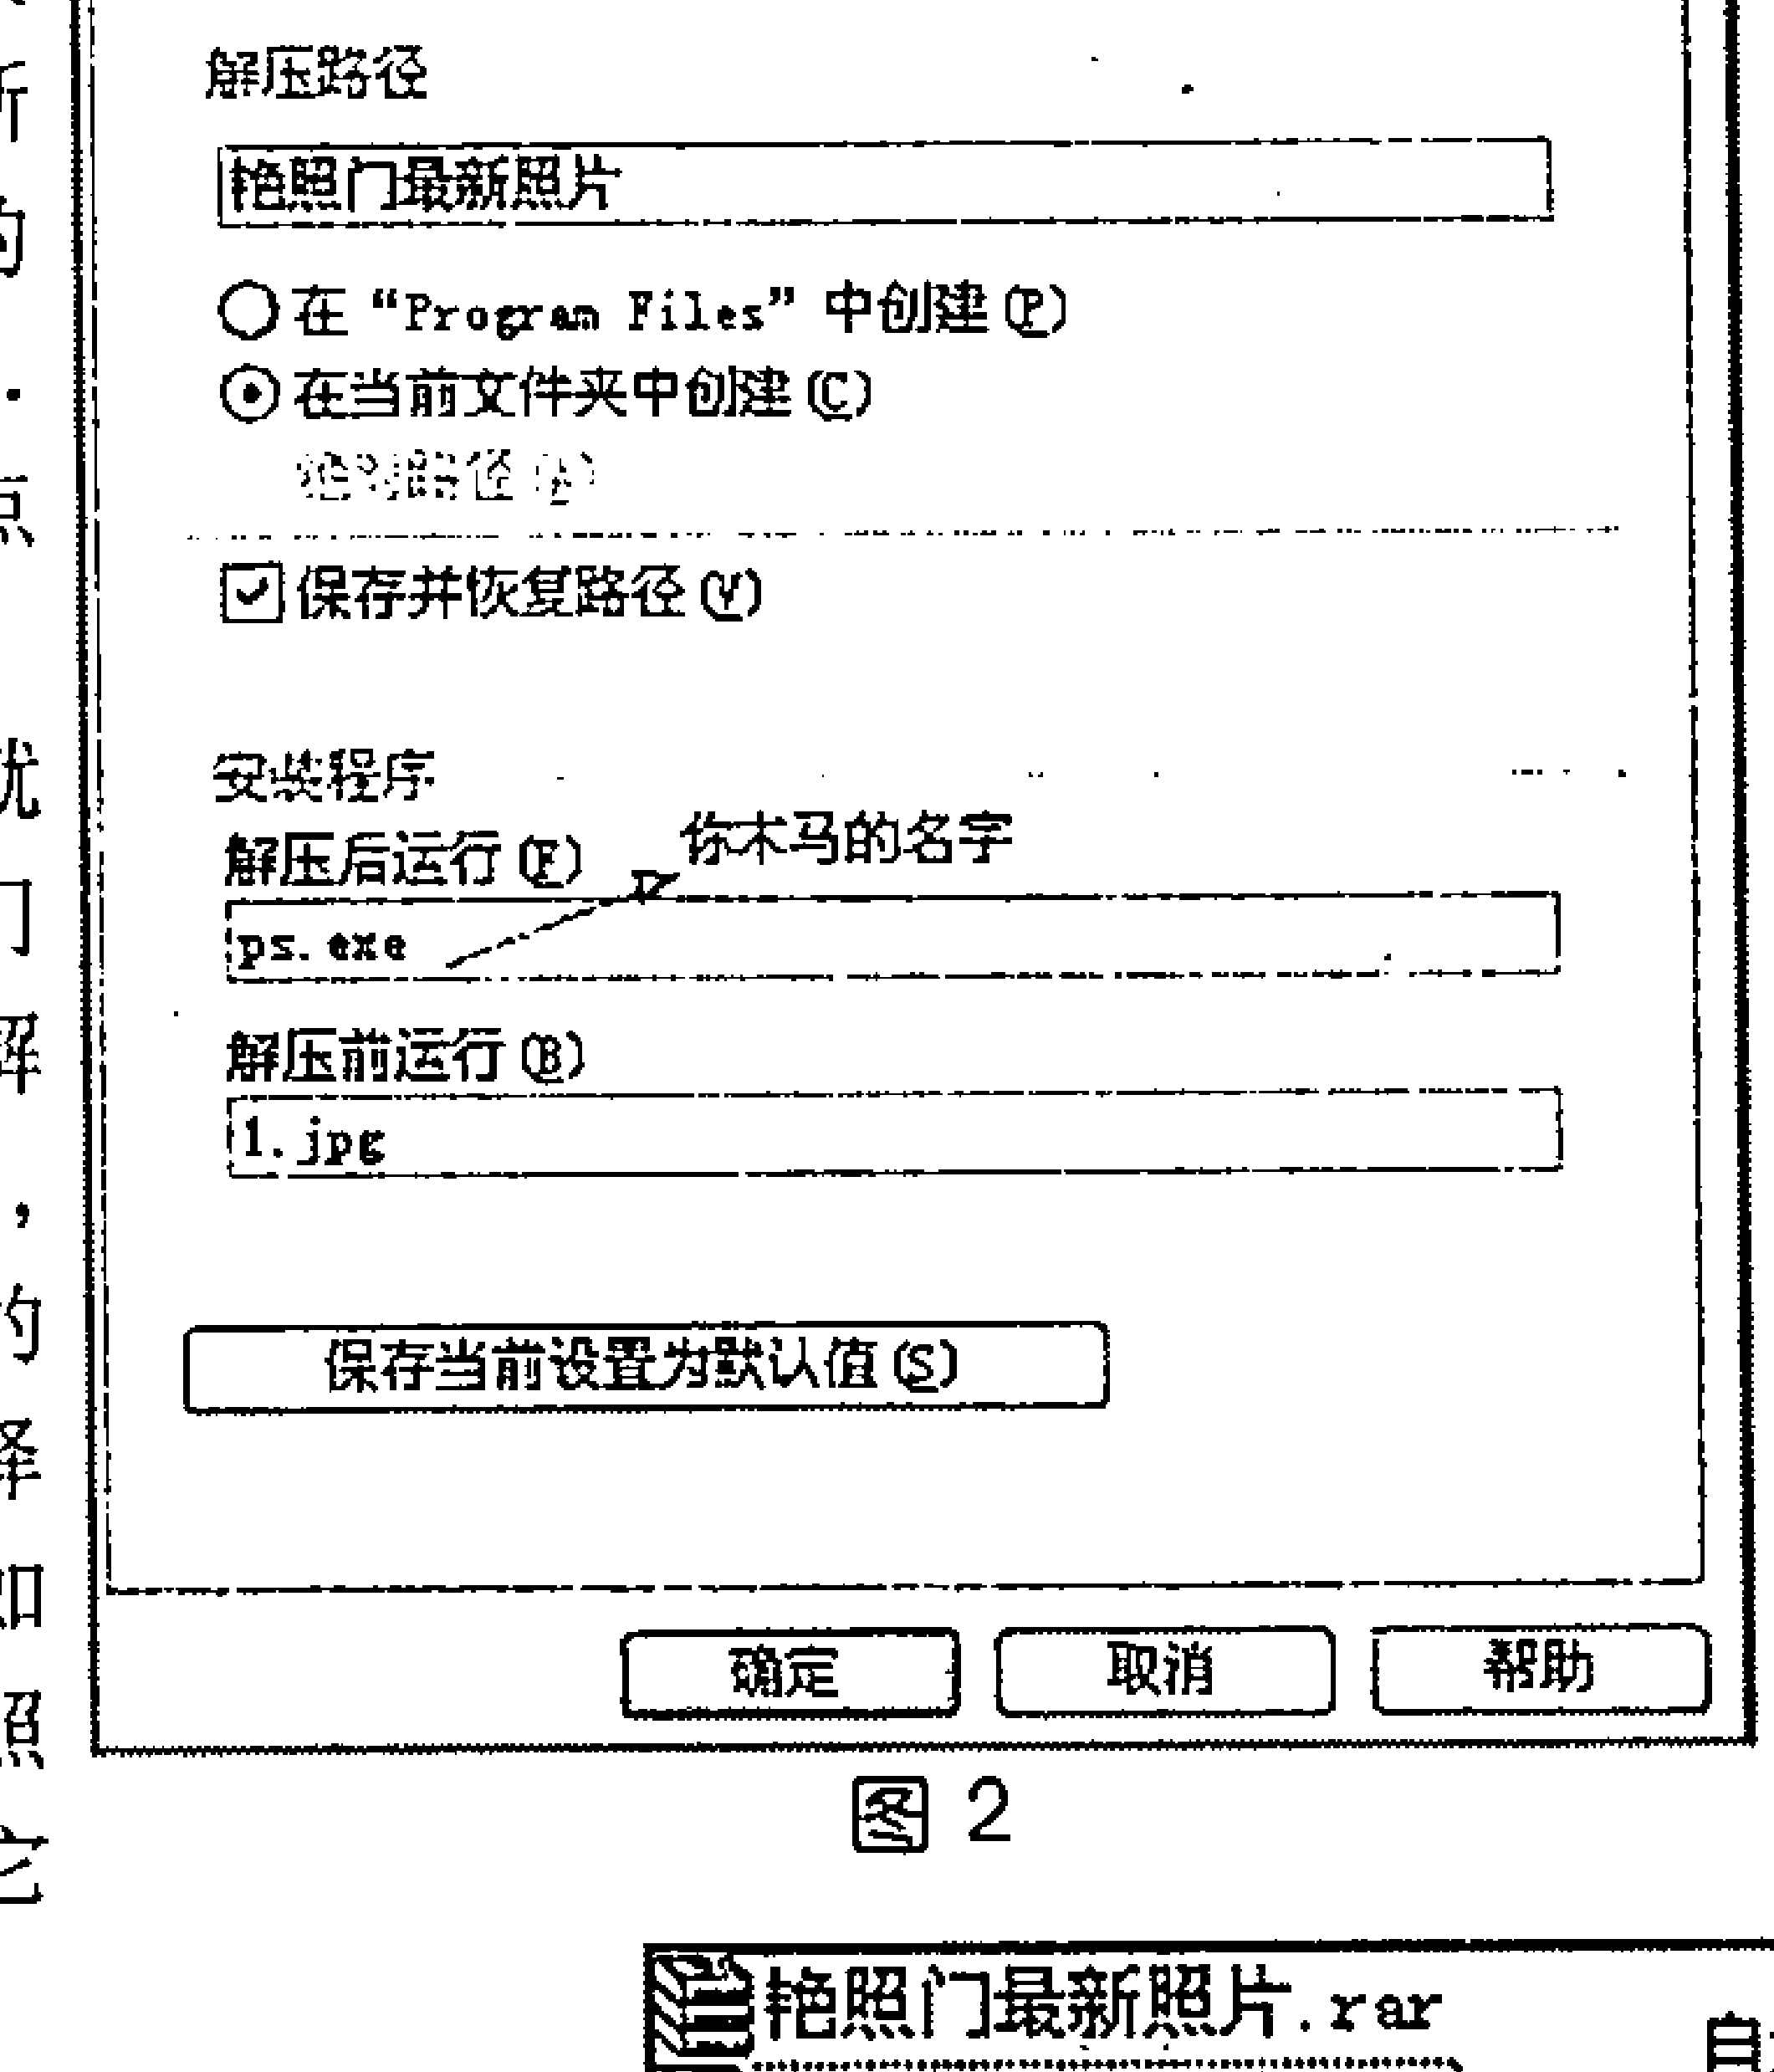 解压路径
艳照门最新照片
在“Program Files”中创建(P)
在当前文件夹中创建(C)
绝对路径(A)
保存并恢复路径(V)
安装程序
你木马的名字
解压后运行(F)
ps.exe
解压前运行(B)
1.jpg
保存当前设置为默认值(S)
确定 取消 帮助
图 2
艳照门最新照片.rar